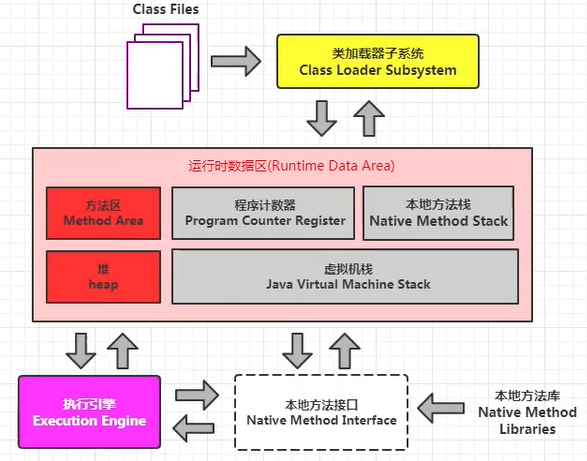 Class Files
类加载器子系统
Class Loader Subsystem
运行时数据区(Runtime Data Area)
方法区
Method Area
程序计数器
Program Counter Register
本地方法栈
Native Method Stack
堆
heap
虚拟机栈
Java Virtual Machine Stack
执行引擎
Execution Engine
本地方法接口
Native Method Interface
本地方法库
Native Method
Libraries